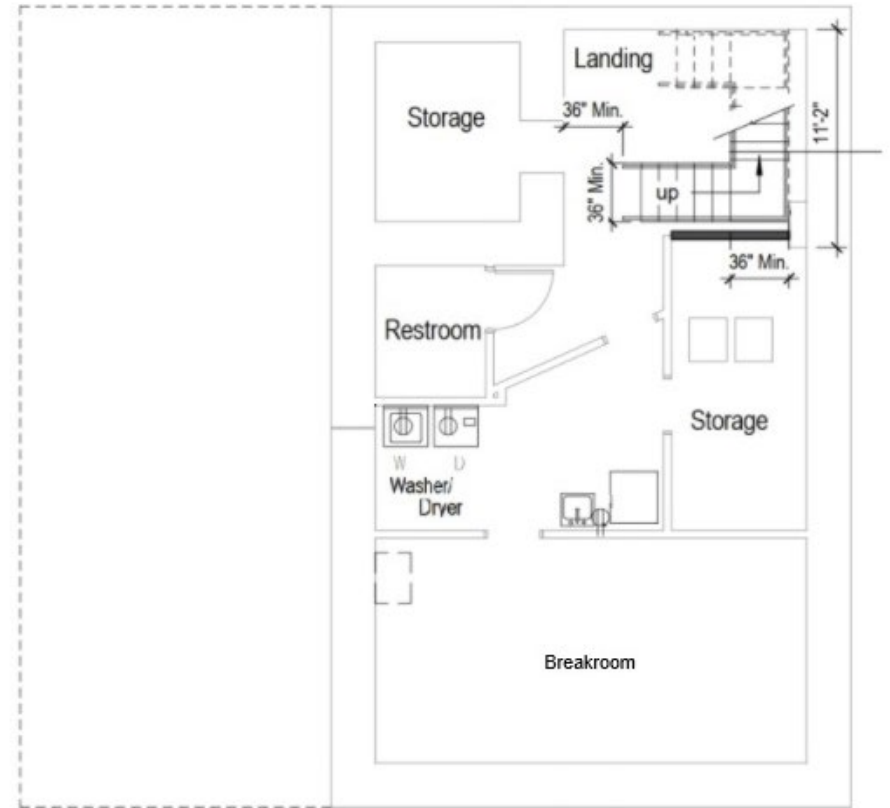 Landing
Storage
36" Min.
11'-2"
36" Min.
up
36" Min.
Restroom
Storage
W D
Washer/
Dryer
Breakroom